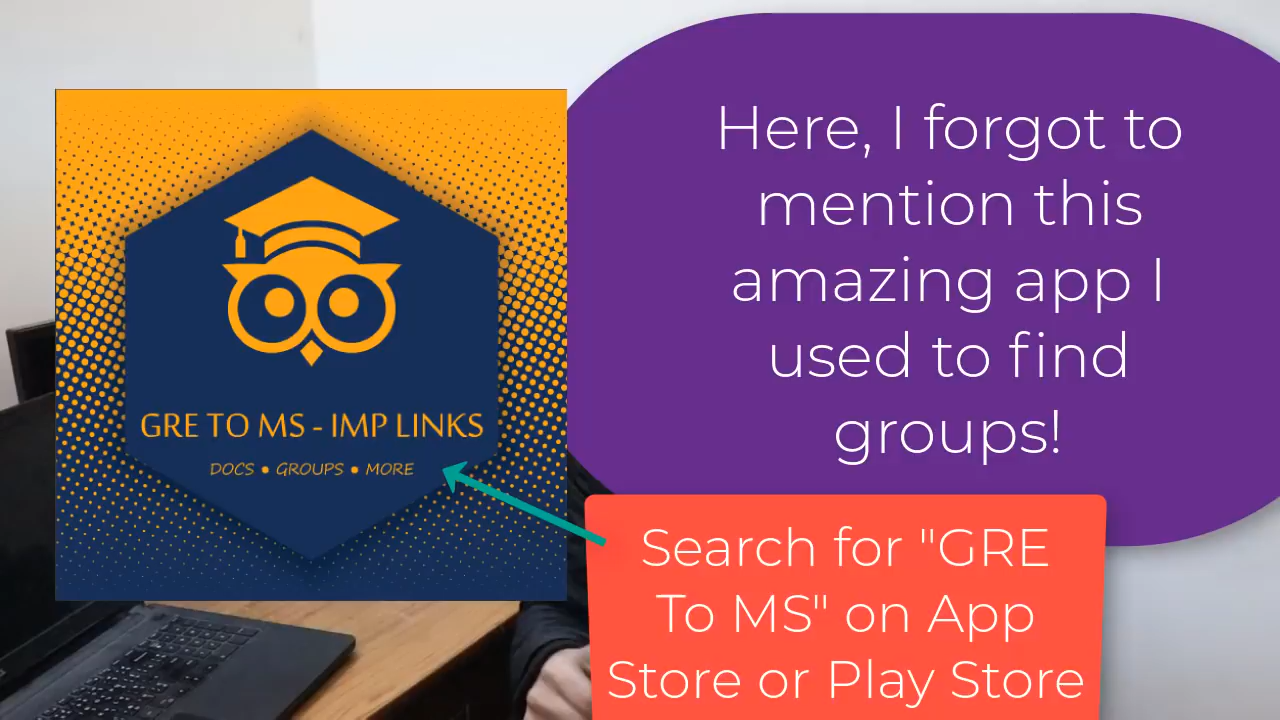 GRE TO MS - IMP LINKS
DOCS • GROUPS • MORE
Here, I forgot to
mention this
amazing app I
used to find
groups!
Search for "GRE
To MS" on App
Store or Play Store